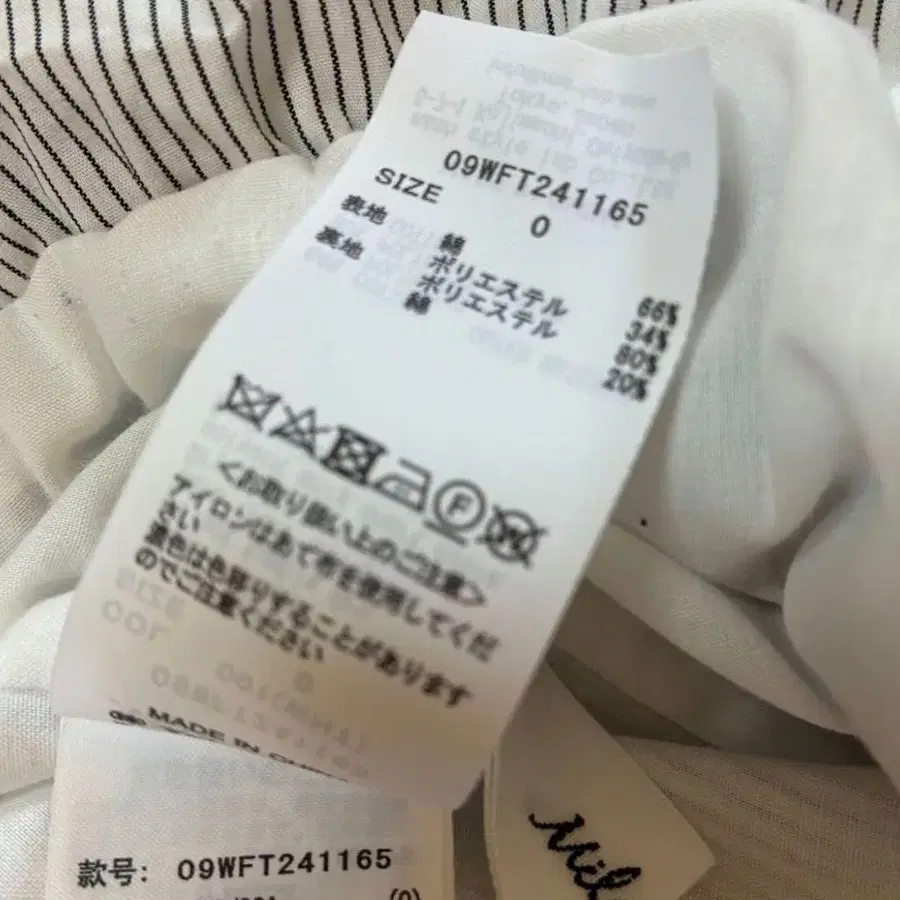 09WFT241165
SIZE 0
表地 綿 66%
ポリエステル 34%
裏地 ポリエステル 80%
綿 20%
F
W
<お取り扱い上のご注意>
アイロンはあて布を使用してくだ
さい
濃色は色移りすることがあります
のでご注意ください
MADE IN
款号: 09WFT241165
(0)